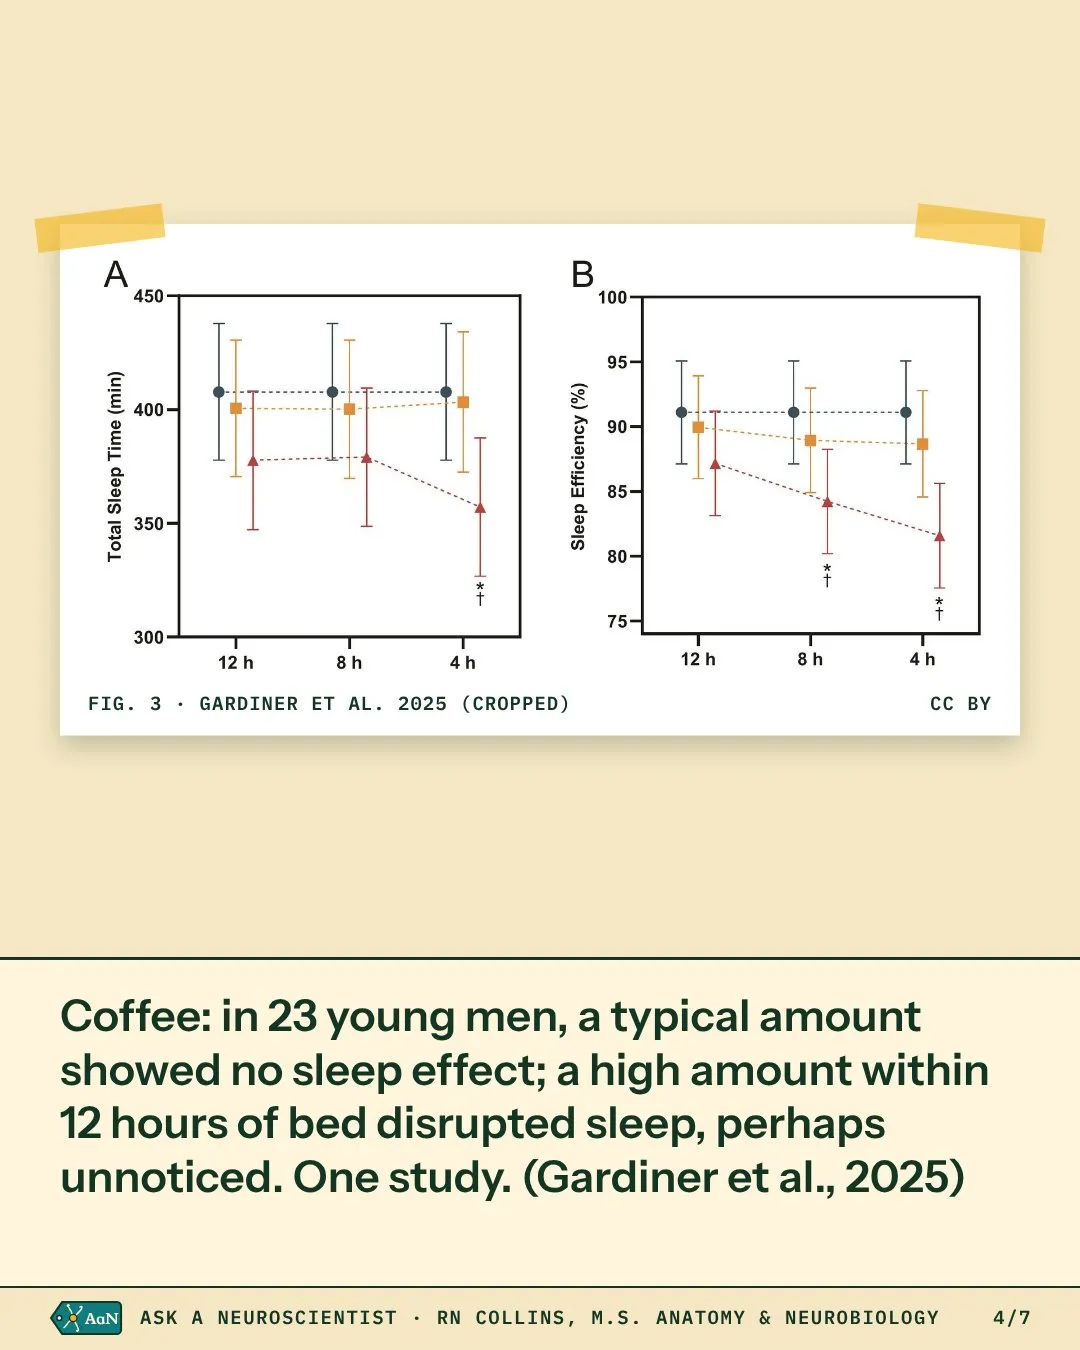 A
B
450
400
350
300
Total Sleep Time (min)
*
†
12 h
8 h
4 h
100
95
90
85
80
75
Sleep Efficiency (%)
*
†
*
†
12 h
8 h
4 h
FIG. 3 · GARDINER ET AL. 2025 (CROPPED)
CC BY
Coffee: in 23 young men, a typical amount
showed no sleep effect; a high amount within
12 hours of bed disrupted sleep, perhaps
unnoticed. One study. (Gardiner et al., 2025)
AaN
ASK A NEUROSCIENTIST · RN COLLINS, M.S. ANATOMY & NEUROBIOLOGY
4/7